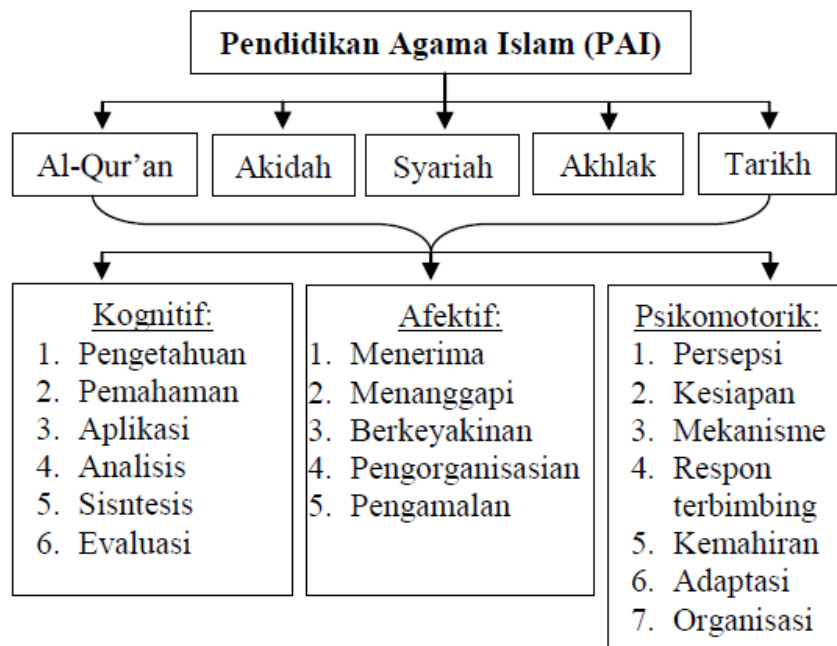 Pendidikan Agama Islam (PAI)
Al-Qur'an
Akidah
Syariah
Akhlak
Tarikh
Kognitif:
1. Pengetahuan
2. Pemahaman
3. Aplikasi
4. Analisis
5. Sisntesis
6. Evaluasi
Afektif:
1. Menerima
2. Menanggapi
3. Berkeyakinan
4. Pengorganisasian
5. Pengamalan
Psikomotorik:
1. Persepsi
2. Kesiapan
3. Mekanisme
4. Respon
terbimbing
5. Kemahiran
6. Adaptasi
7. Organisasi